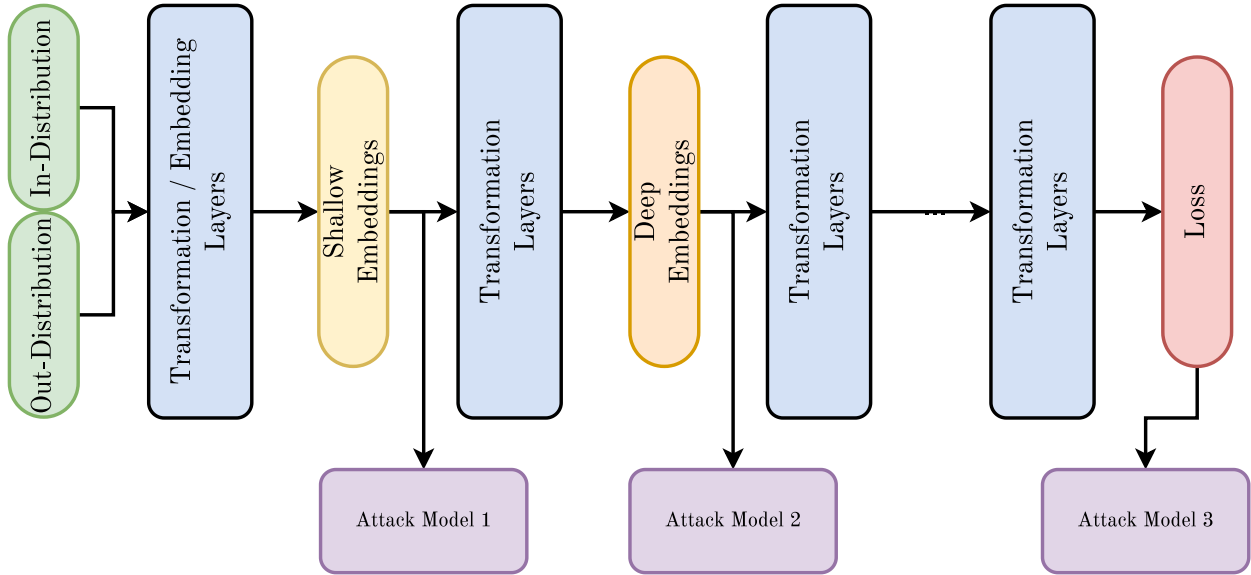 In-Distribution
Out-Distribution
Transformation / Embedding
Layers
Shallow
Embeddings
Transformation
Layers
Deep
Embeddings
Transformation
Layers
...
Transformation
Layers
Loss
Attack Model 1
Attack Model 2
Attack Model 3